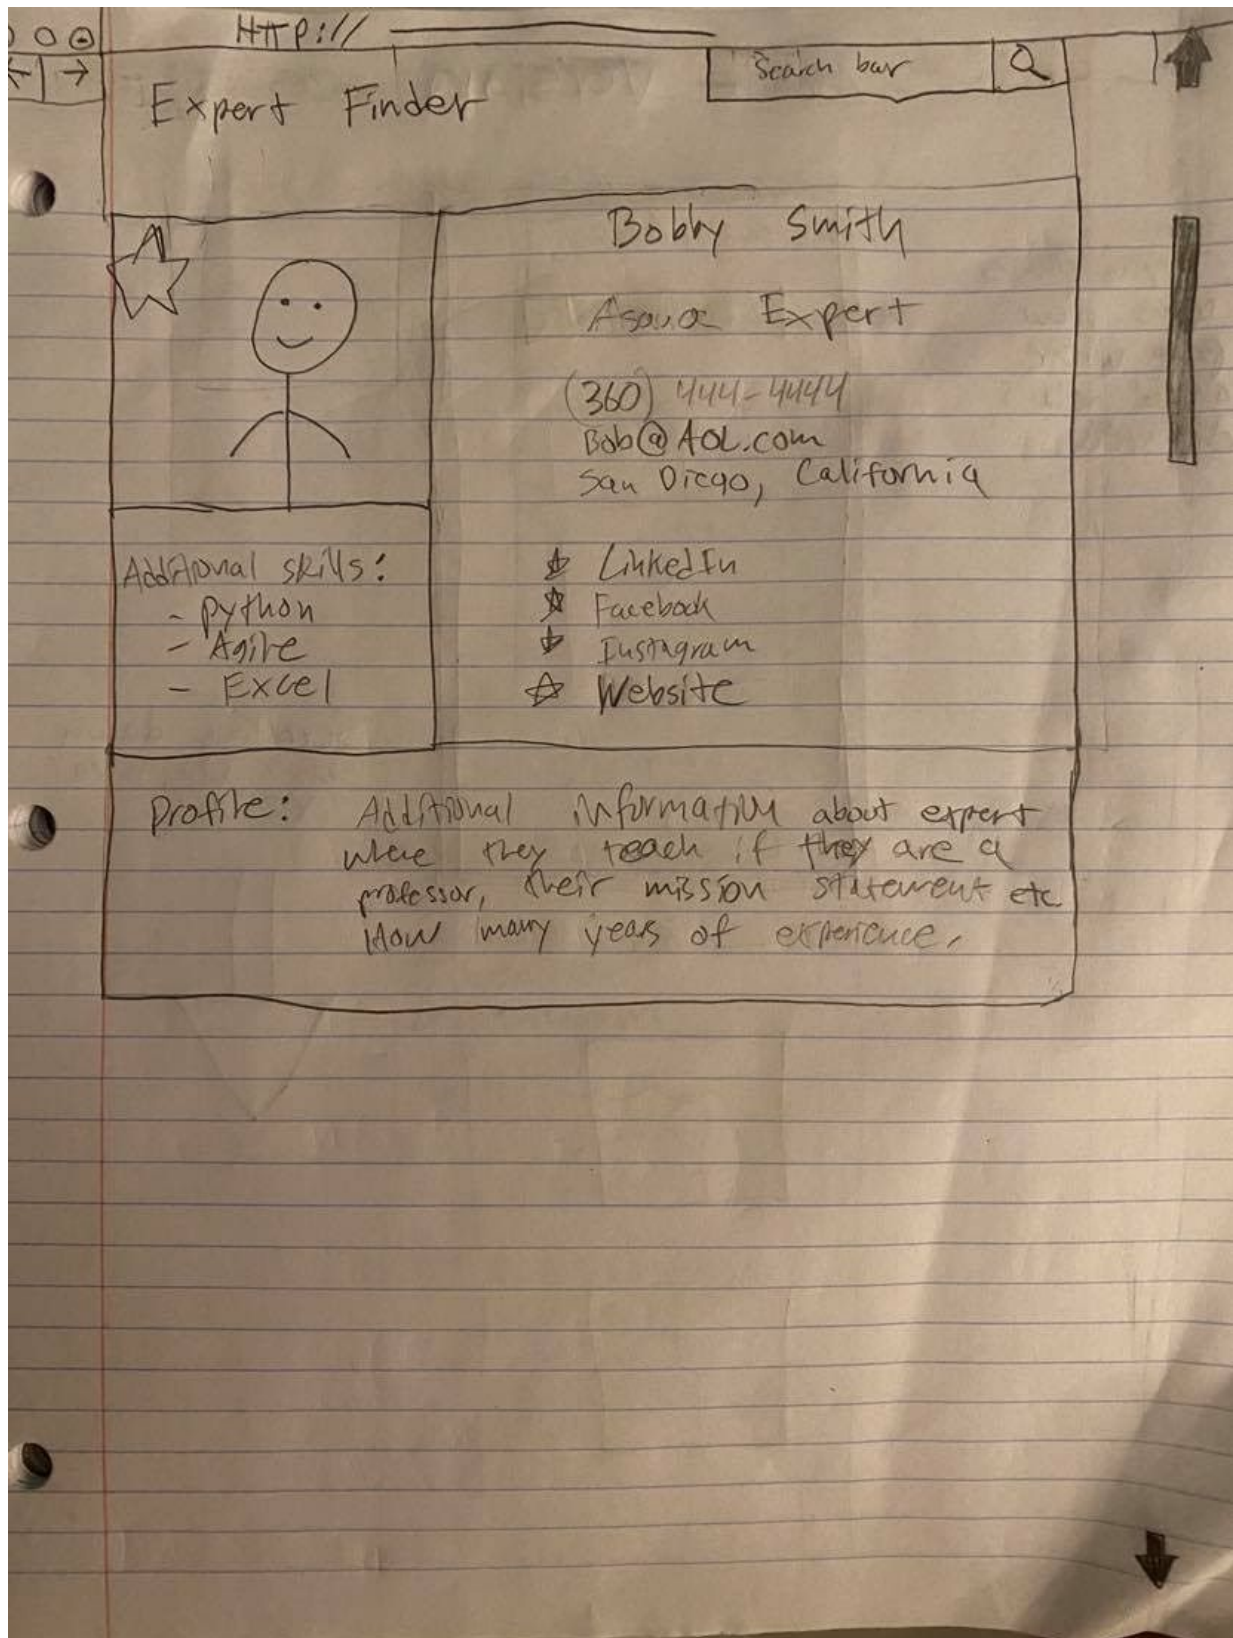 HTTP://
Search bar
Expert Finder
Bobby Smith
Asana Expert
(360) 444-4444
Bob@AOL.com
San Diego, California
Additional skills:
- Python
- Agile
- Excel
LinkedIn
Facebook
Instagram
Website
Profile: Additional information about expert
where they teach if they are a
professor, their mission statement etc
How many years of experience.